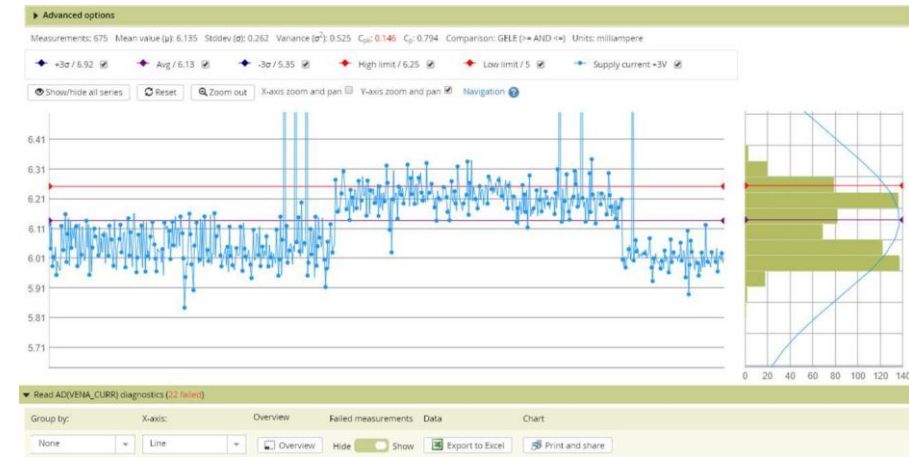 Advanced options
Measurements: 675 Mean value (μ): 6.135 Stddev (σ): 0.262 Variance (σ²): 0.525 Cpk: 0.146 Cp: 0.794 Comparison: GELE (>= AND <=) Units: milliampere
+3σ / 6.92 Avg / 6.13 -3σ / 5.35 High limit / 6.25 Low limit / 5 Supply current +3V
Show/hide all series Reset Zoom out X-axis zoom and pan Y-axis zoom and pan Navigation
6.41
6.31
6.21
6.11
6.01
5.91
5.81
5.71
0 20 40 60 80 100 120 140
Read AD(VENA_CURR) diagnostics (22 failed)
Group by: X-axis: Overview Failed measurements Data Chart
None Line Overview Hide Show Export to Excel Print and share